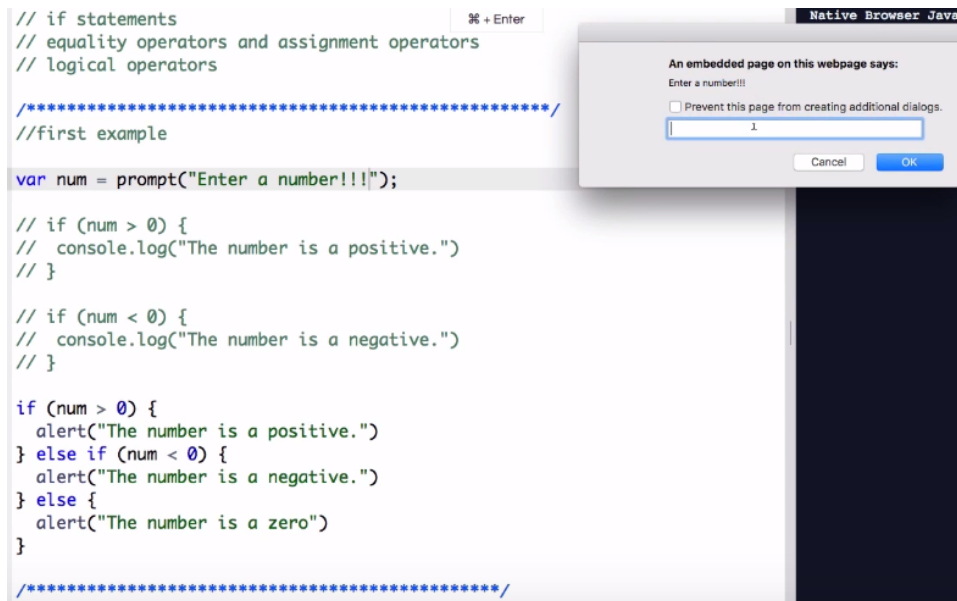 // if statements
⌘ + Enter
// equality operators and assignment operators
// logical operators
/****************************************************/
//first example
var num = prompt("Enter a number!!!");
// if (num > 0) {
//  console.log("The number is a positive.")
// }
// if (num < 0) {
//  console.log("The number is a negative.")
// }
if (num > 0) {
  alert("The number is a positive.")
} else if (num < 0) {
  alert("The number is a negative.")
} else {
  alert("The number is a zero")
}
/***********************************************/
Native Browser Java
An embedded page on this webpage says:
Enter a number!!!
Prevent this page from creating additional dialogs.
Cancel
OK